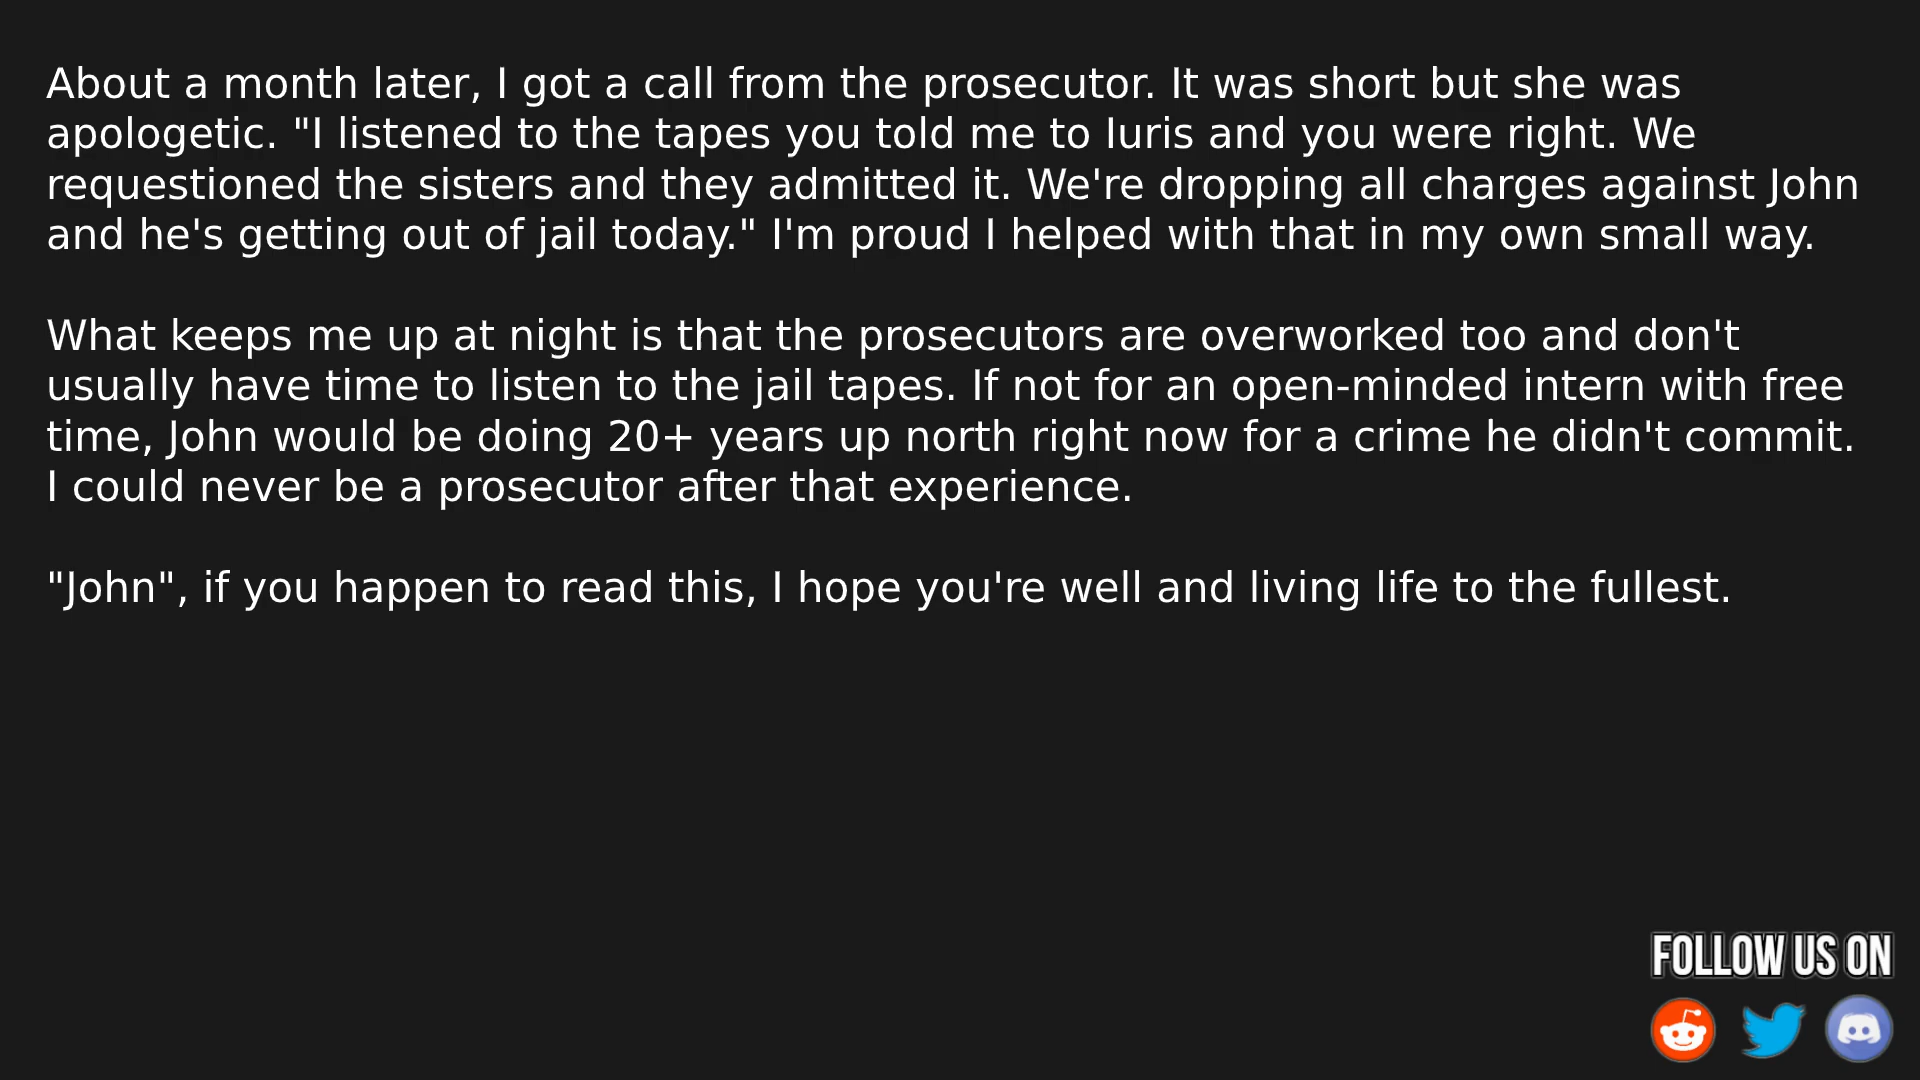 About a month later, I got a call from the prosecutor. It was short but she was
apologetic. "I listened to the tapes you told me to Iuris and you were right. We
requestioned the sisters and they admitted it. We're dropping all charges against John
and he's getting out of jail today." I'm proud I helped with that in my own small way.
What keeps me up at night is that the prosecutors are overworked too and don't
usually have time to listen to the jail tapes. If not for an open-minded intern with free
time, John would be doing 20+ years up north right now for a crime he didn't commit.
I could never be a prosecutor after that experience.
"John", if you happen to read this, I hope you're well and living life to the fullest.
FOLLOW US ON